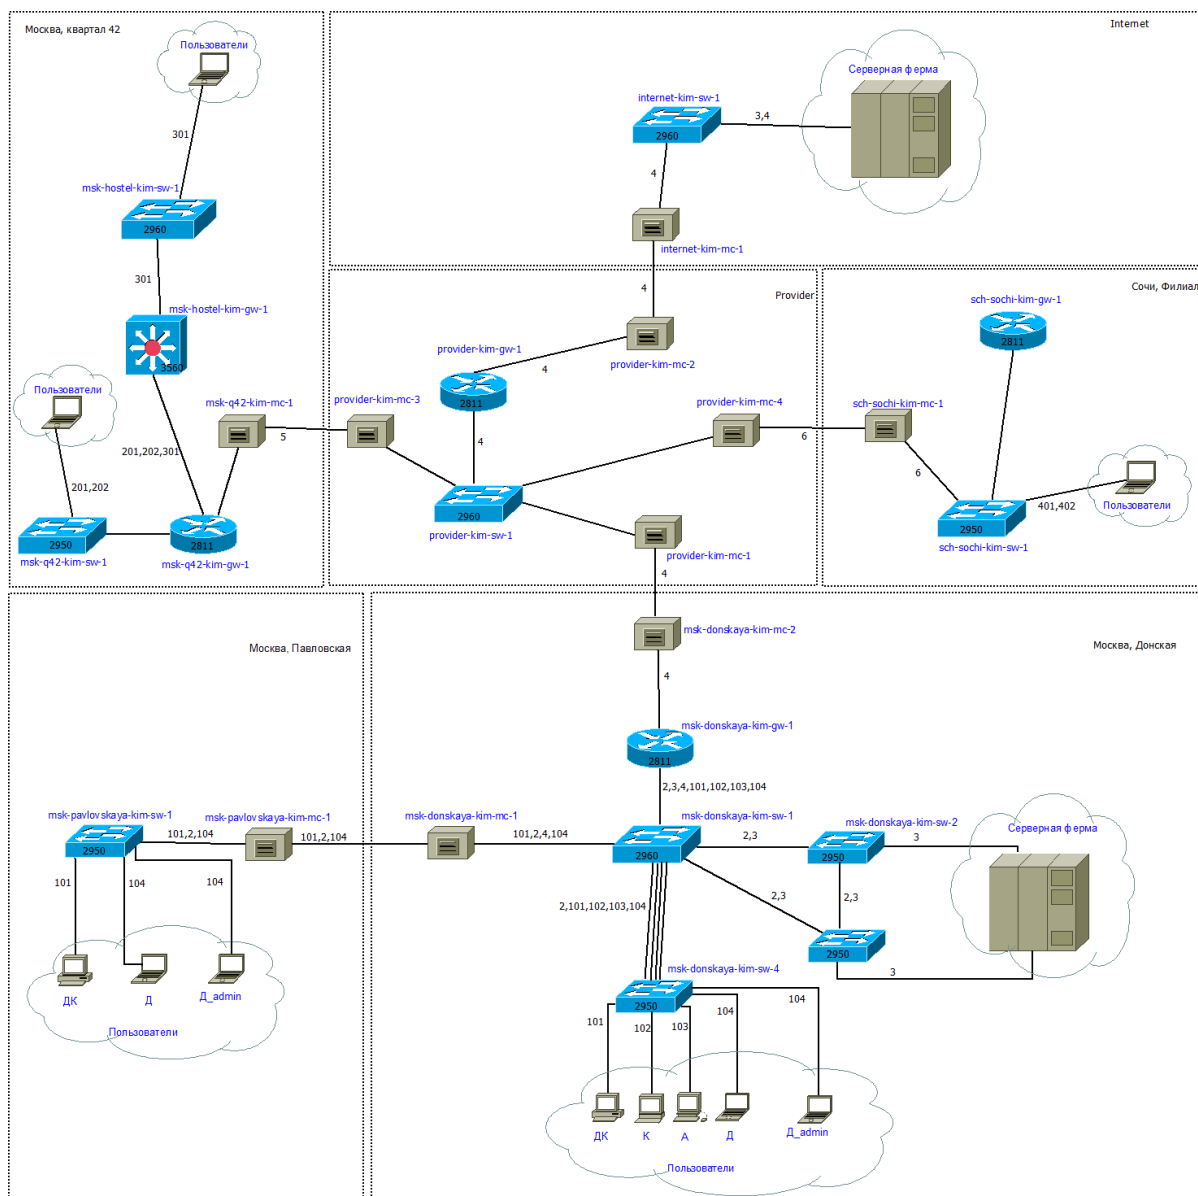 Москва, квартал 42
Пользователи
301
msk-hostel-kim-sw-1
2960
301
msk-hostel-kim-gw-1
3560
Пользователи
201,202,301
201,202
msk-q42-kim-mc-1
5
2950
msk-q42-kim-sw-1
2811
msk-q42-kim-gw-1
Internet
Серверная ферма
internet-kim-sw-1
2960
3,4
4
internet-kim-mc-1
4
Provider
provider-kim-mc-2
4
provider-kim-gw-1
2811
4
provider-kim-mc-3
provider-kim-mc-4
6
2960
provider-kim-sw-1
provider-kim-mc-1
4
Сочи, Филиал
sch-sochi-kim-gw-1
2811
sch-sochi-kim-mc-1
6
401,402
Пользователи
2950
sch-sochi-kim-sw-1
Москва, Павловская
msk-pavlovskaya-kim-sw-1
2950
101,2,104
msk-pavlovskaya-kim-mc-1
101,2,104
101
104
104
ДК
Д
Д_admin
Пользователи
Москва, Донская
msk-donskaya-kim-mc-2
4
msk-donskaya-kim-gw-1
2811
2,3,4,101,102,103,104
msk-donskaya-kim-mc-1
101,2,4,104
msk-donskaya-kim-sw-1
2960
2,3
msk-donskaya-kim-sw-2
2950
3
Серверная ферма
2,3
2,3
2950
3
2,101,102,103,104
msk-donskaya-kim-sw-4
2950
101
102
103
104
104
ДК
К
А
Д
Д_admin
Пользователи